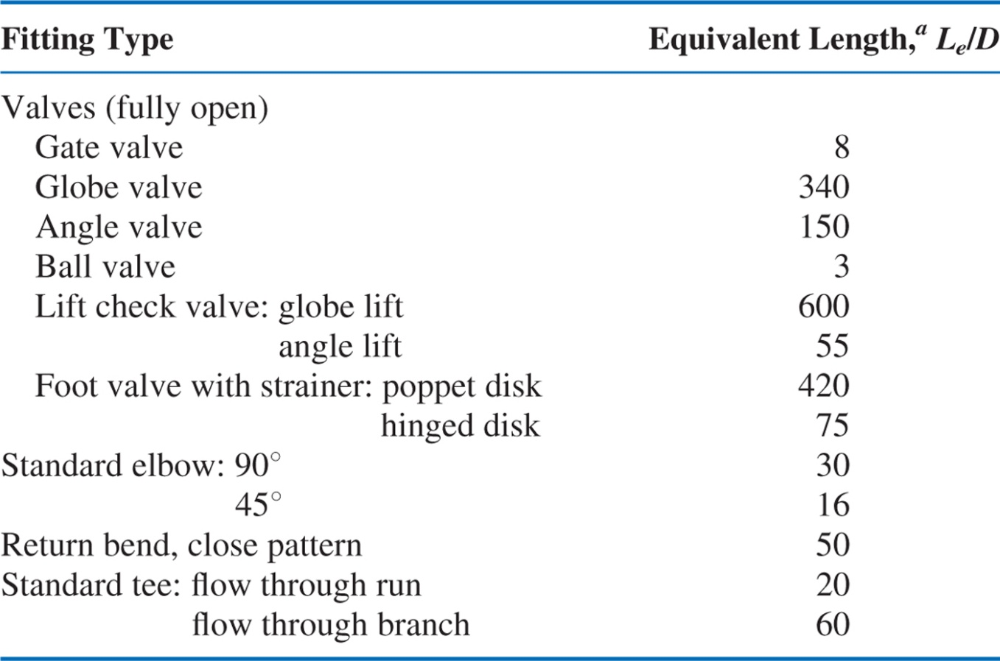 Fitting Type Equivalent Length,a Le/D
Valves (fully open)
Gate valve 8
Globe valve 340
Angle valve 150
Ball valve 3
Lift check valve: globe lift 600
angle lift 55
Foot valve with strainer: poppet disk 420
hinged disk 75
Standard elbow: 90° 30
45° 16
Return bend, close pattern 50
Standard tee: flow through run 20
flow through branch 60